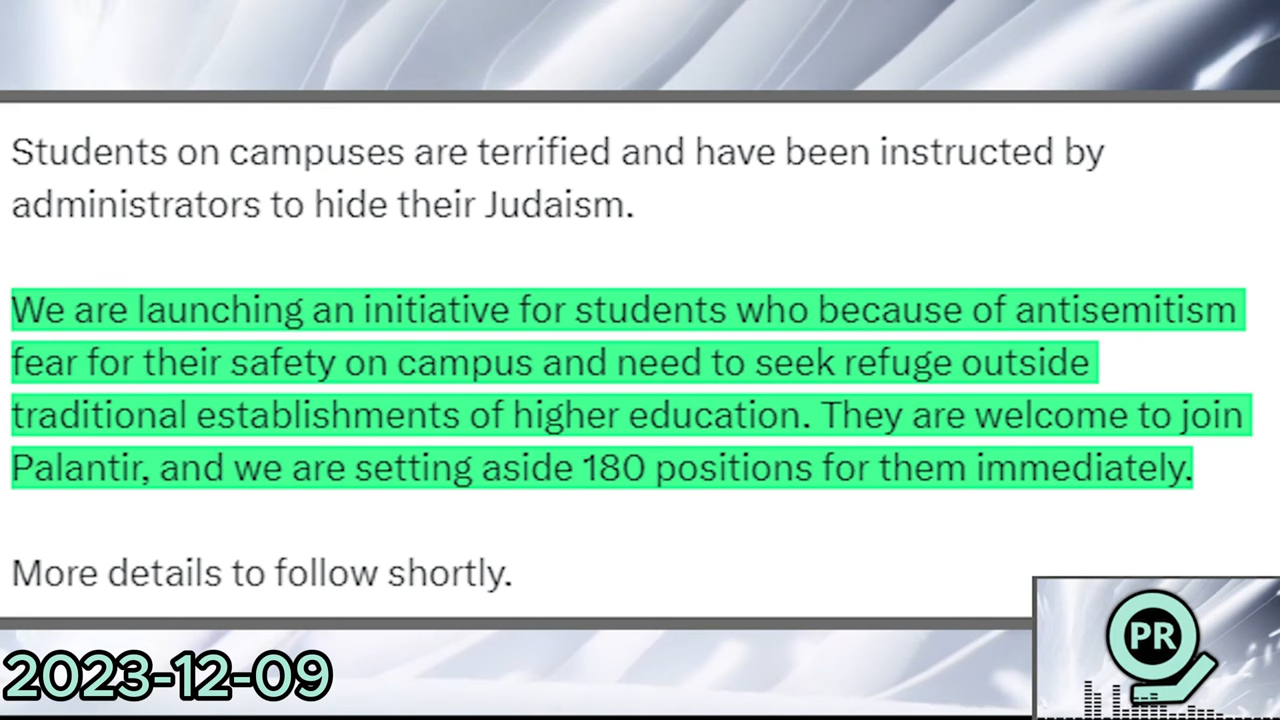 Students on campuses are terrified and have been instructed by
administrators to hide their Judaism.
We are launching an initiative for students who because of antisemitism
fear for their safety on campus and need to seek refuge outside
traditional establishments of higher education. They are welcome to join
Palantir, and we are setting aside 180 positions for them immediately.
More details to follow shortly.
PR
2023-12-09